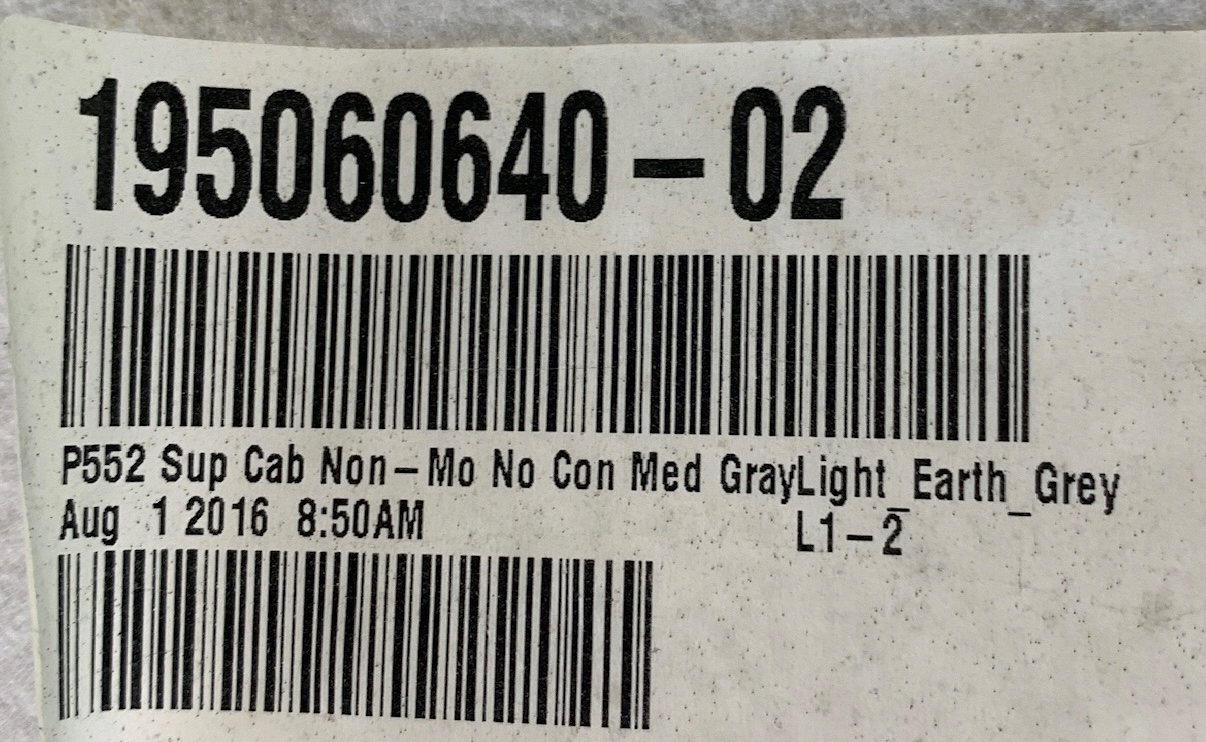 195060640-02
P552 Sup Cab Non-Mo No Con Med GrayLight_Earth_Grey
Aug 1 2016 8:50AM L1-2